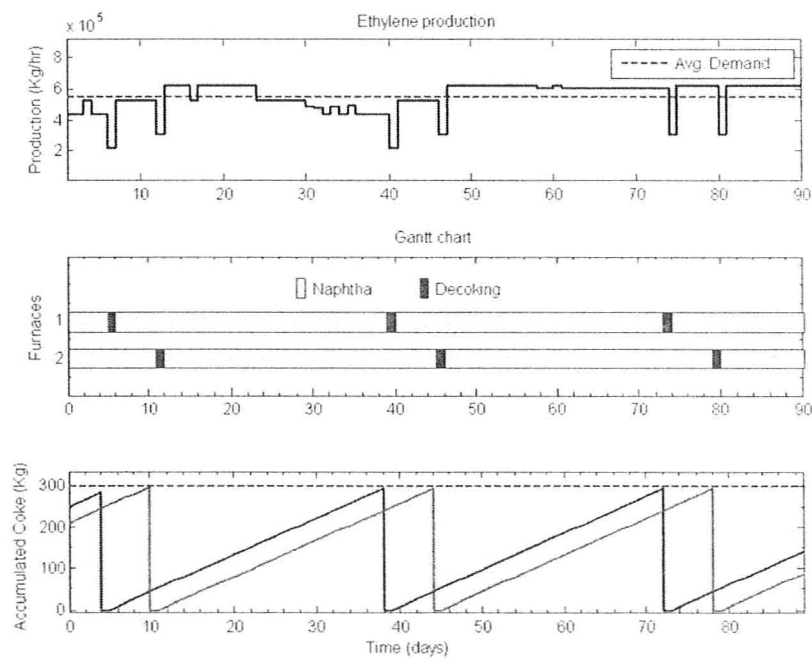 Ethylene production
x 10^5
Production (Kg/hr)
8
6
4
2
Avg. Demand
10 20 30 40 50 60 70 80 90
Gantt chart
Naphtha Decoking
Furnaces
1
2
0 10 20 30 40 50 60 70 80 90
Accumulated Coke (Kg)
300
200
100
0
0 10 20 30 40 50 60 70 80
Time (days)